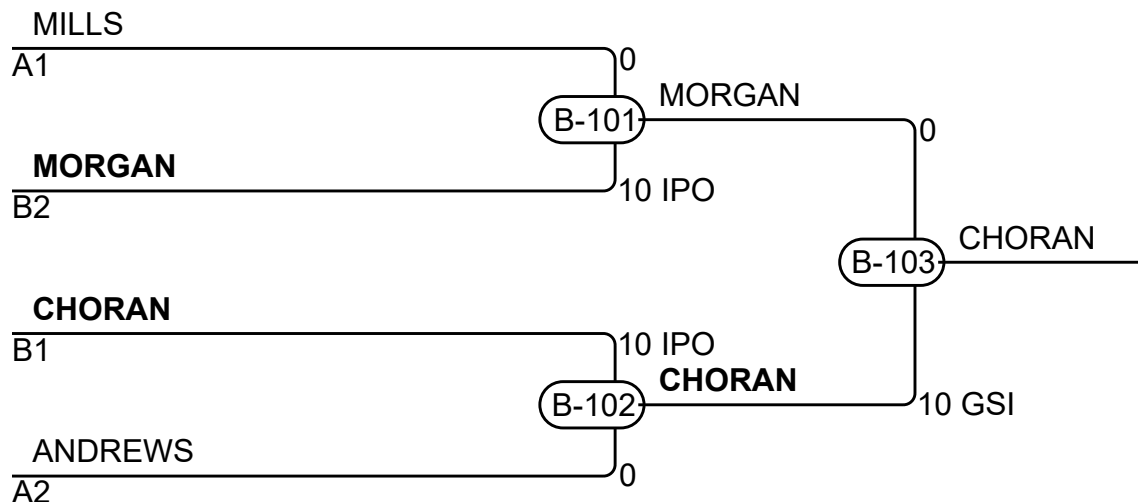 MILLS
A1
0
B-101
MORGAN
0
MORGAN
B2
10 IPO
B-103
CHORAN
CHORAN
B1
10 IPO
CHORAN
B-102
10 GSI
ANDREWS
A2
0